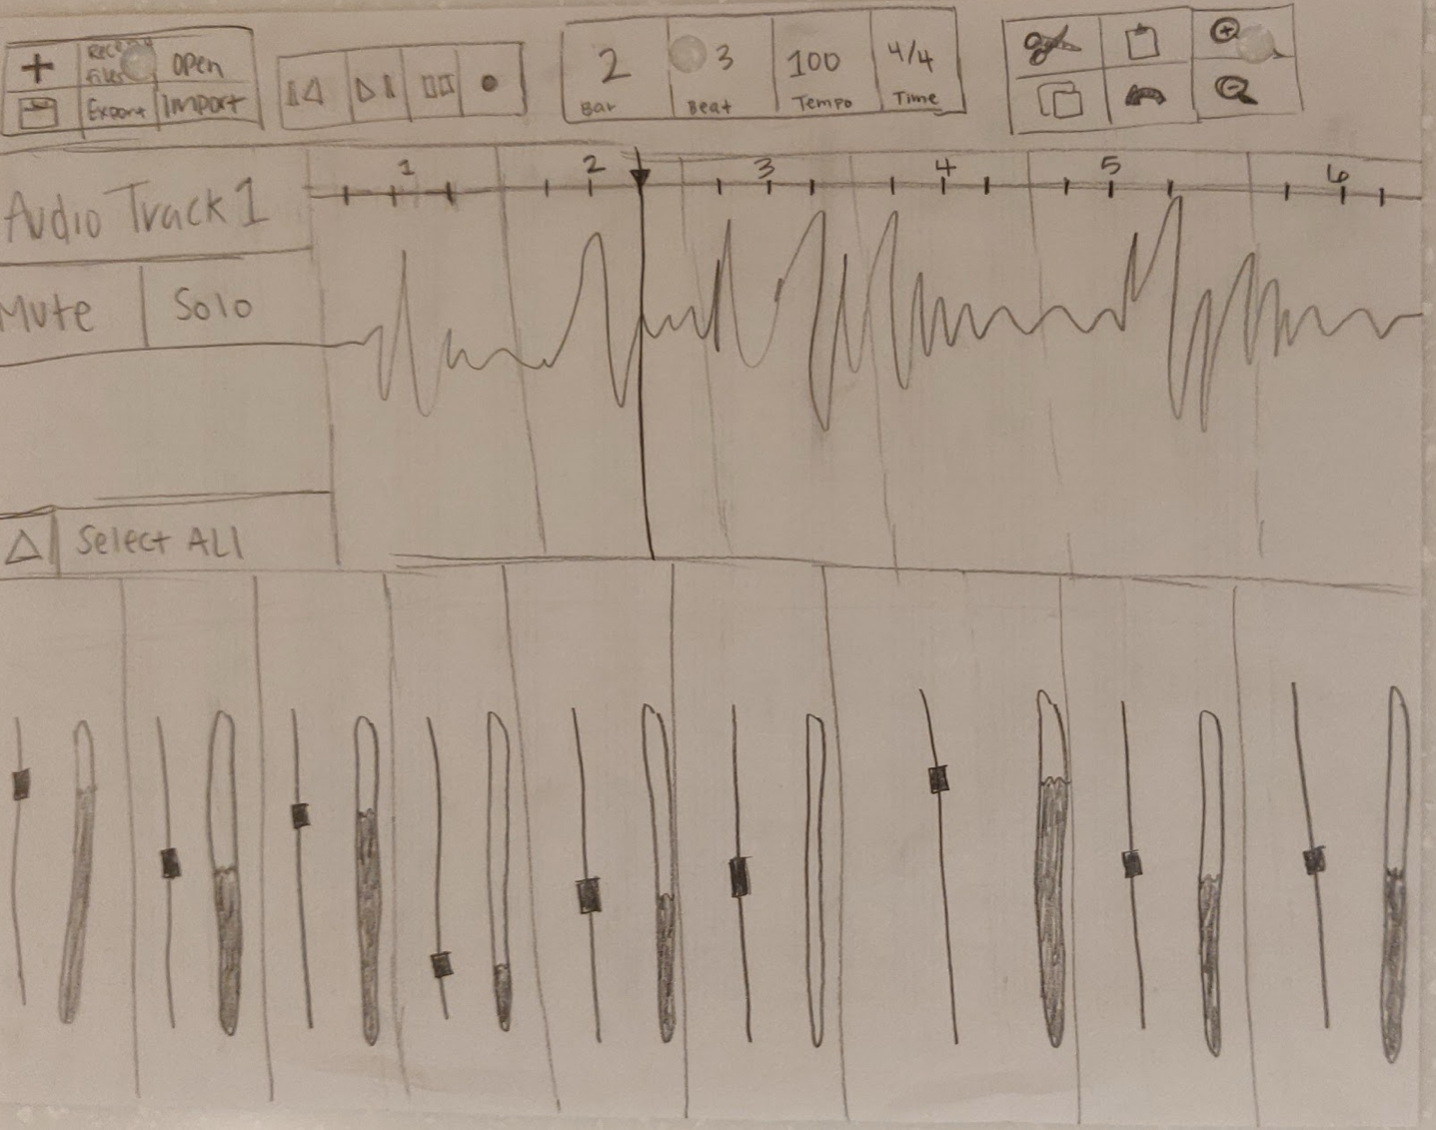 Recent
Files
Open
Export
Import
2
Bar
3
Beat
100
Tempo
4/4
Time
1 2 3 4 5 6
Audio Track 1
Mute
Solo
Select All